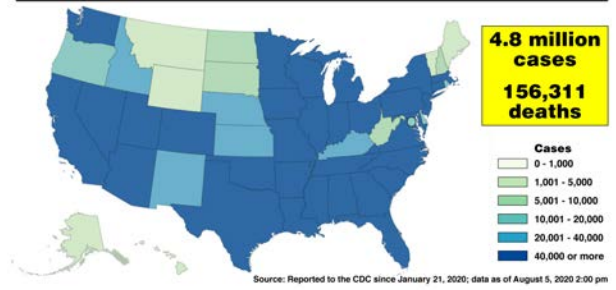 4.8 million
cases
156,311
deaths
Cases
0 - 1,000
1,001 - 5,000
5,001 - 10,000
10,001 - 20,000
20,001 - 40,000
40,000 or more
Source: Reported to the CDC since January 21, 2020; data as of August 5, 2020 2:00 pm